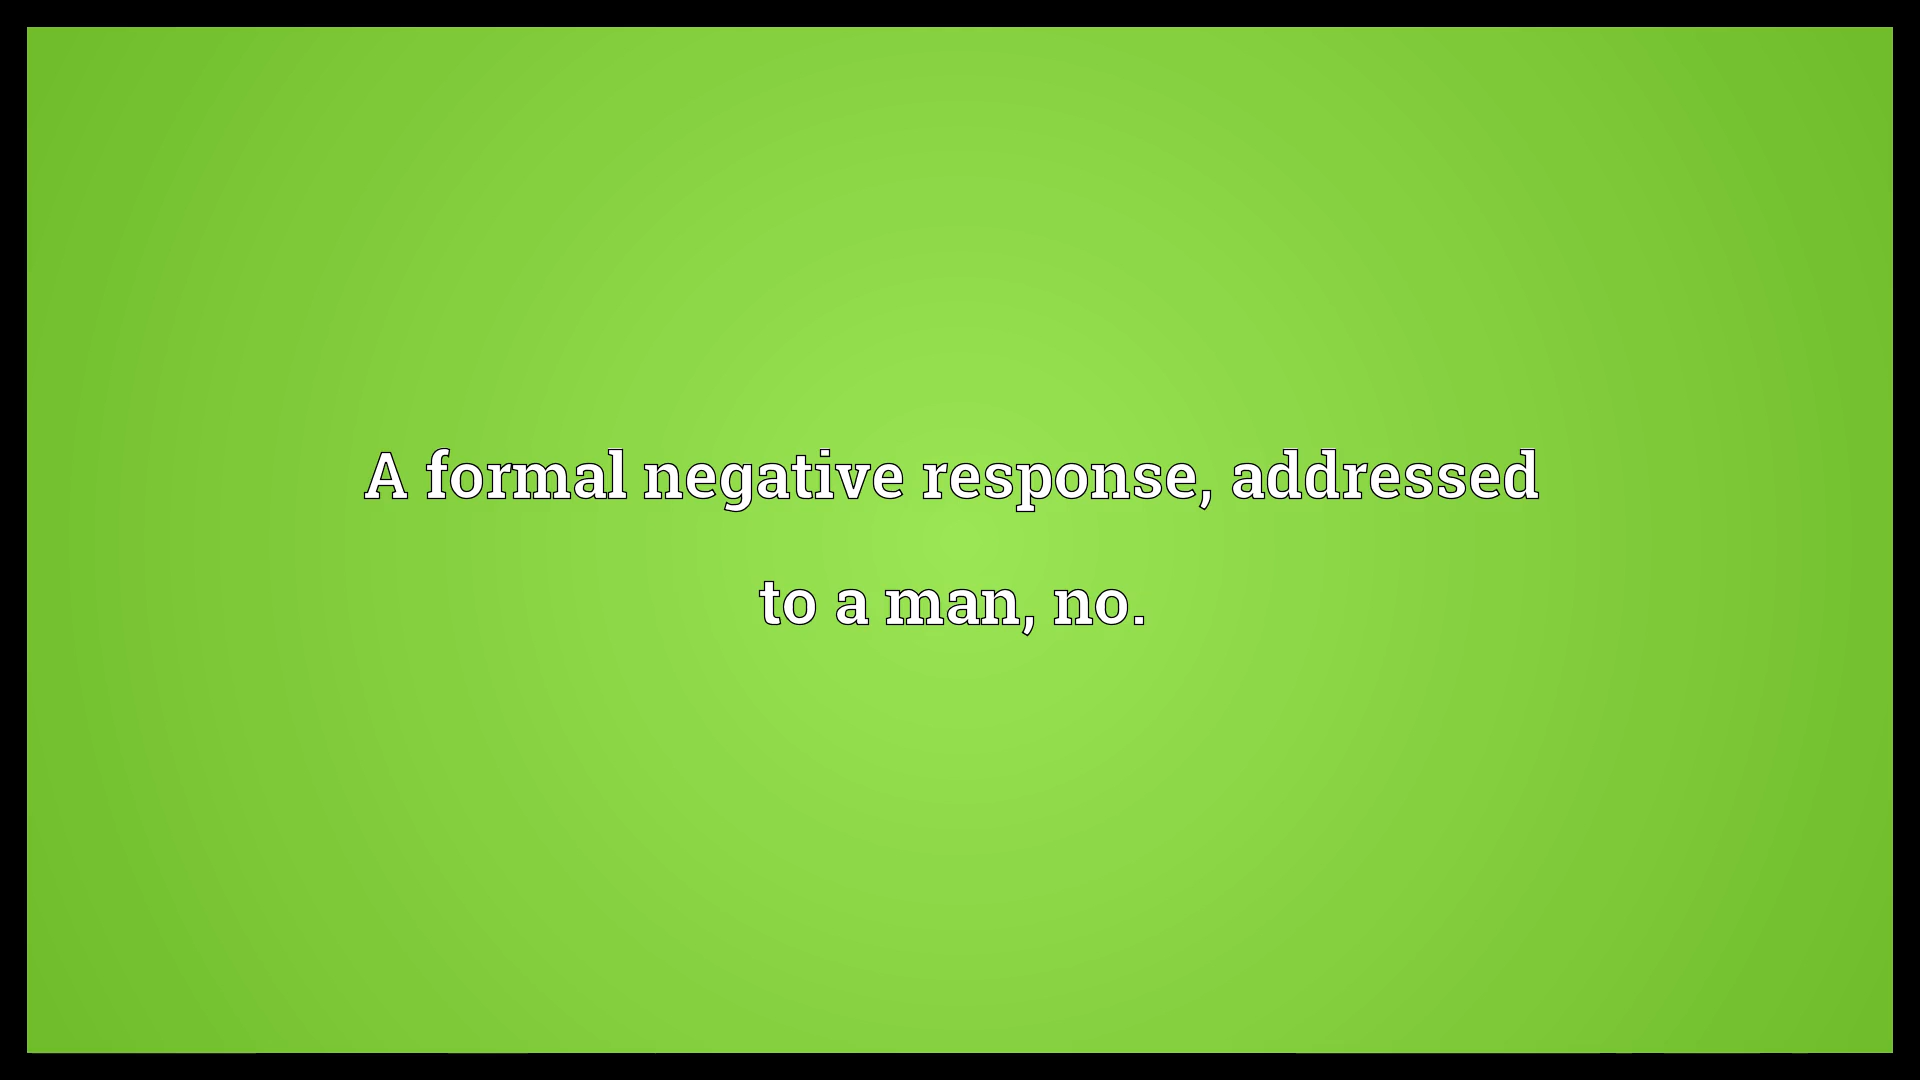 A formal negative response, addressed
to a man, no.